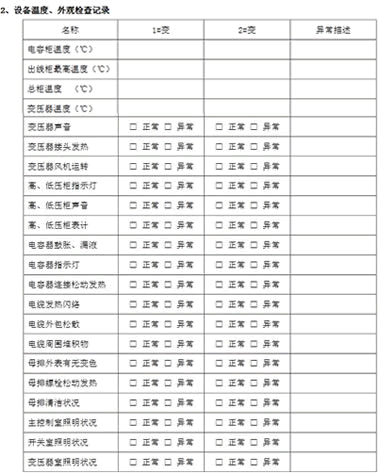 2、设备温度、外观检查记录
名称 1#变 2#变 异常描述
电容柜温度（℃）
出线柜最高温度（℃）
总柜温度 （℃）
变压器温度（℃）
变压器声音 □ 正常 □ 异常 □ 正常 □ 异常
变压器接头发热 □ 正常 □ 异常 □ 正常 □ 异常
变压器风机运转 □ 正常 □ 异常 □ 正常 □ 异常
高、低压柜指示灯 □ 正常 □ 异常 □ 正常 □ 异常
高、低压柜声音 □ 正常 □ 异常 □ 正常 □ 异常
高、低压柜表计 □ 正常 □ 异常 □ 正常 □ 异常
电容器鼓胀、漏液 □ 正常 □ 异常 □ 正常 □ 异常
电容器指示灯 □ 正常 □ 异常 □ 正常 □ 异常
电容器连接松动发热 □ 正常 □ 异常 □ 正常 □ 异常
电缆发热闪络 □ 正常 □ 异常 □ 正常 □ 异常
电缆外包松散 □ 正常 □ 异常 □ 正常 □ 异常
电缆周围堆积物 □ 正常 □ 异常 □ 正常 □ 异常
母排外表有无变色 □ 正常 □ 异常 □ 正常 □ 异常
母排螺栓松动发热 □ 正常 □ 异常 □ 正常 □ 异常
母排清洁状况 □ 正常 □ 异常 □ 正常 □ 异常
主控制室照明状况 □ 正常 □ 异常 □ 正常 □ 异常
开关室照明状况 □ 正常 □ 异常 □ 正常 □ 异常
变压器室照明状况 □ 正常 □ 异常 □ 正常 □ 异常